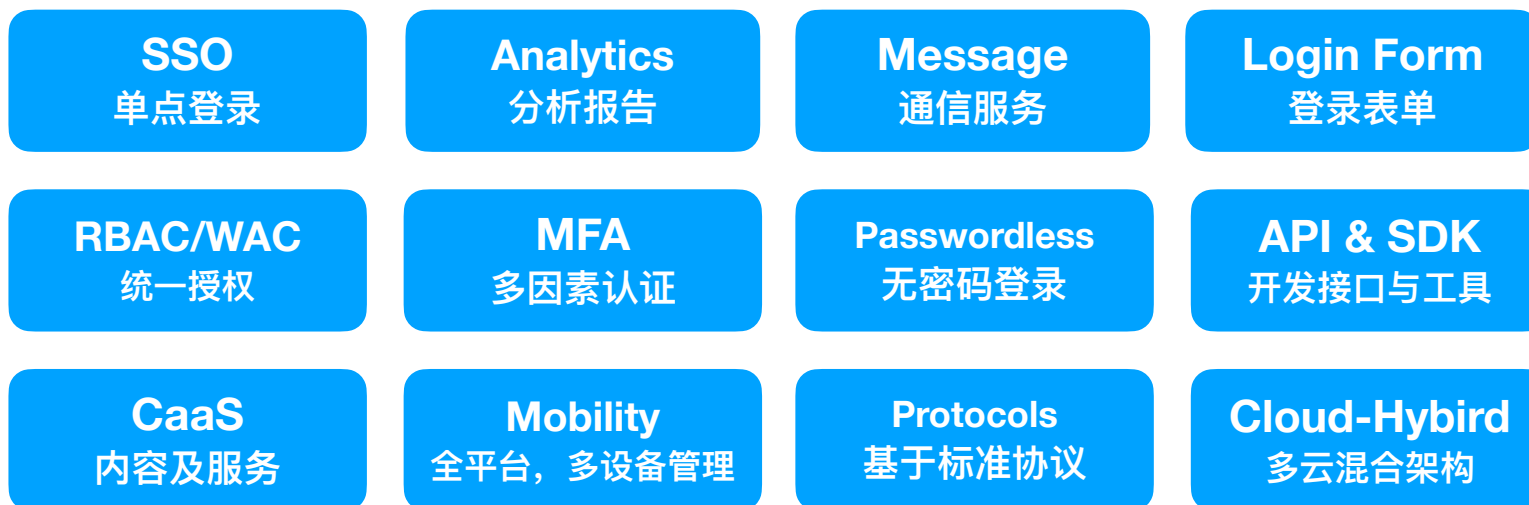 SSO
单点登录
Analytics
分析报告
Message
通信服务
Login Form
登录表单
RBAC/WAC
统一授权
MFA
多因素认证
Passwordless
无密码登录
API & SDK
开发接口与工具
CaaS
内容及服务
Mobility
全平台，多设备管理
Protocols
基于标准协议
Cloud-Hybird
多云混合架构